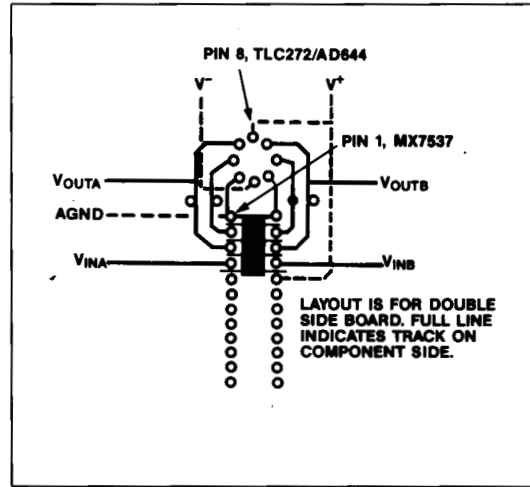 PIN 8, TLC272/AD644
V- V+
PIN 1, MX7537
VOUTA VOUTB
AGND
VINA VINB
LAYOUT IS FOR DOUBLE
SIDE BOARD. FULL LINE
INDICATES TRACK ON
COMPONENT SIDE.